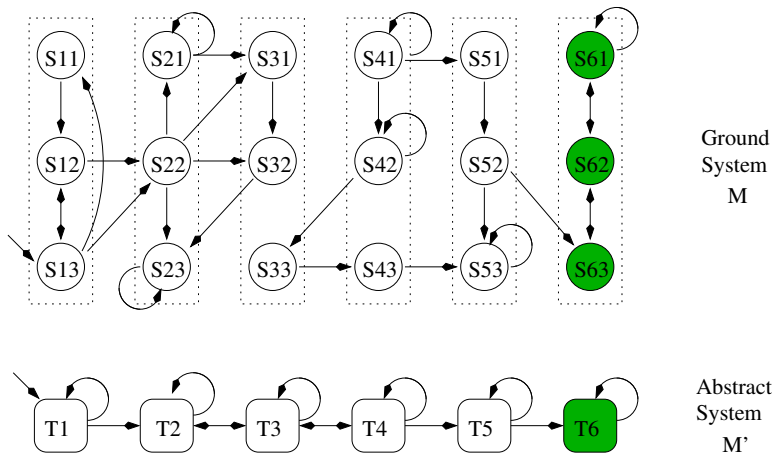 S11 S21 S31 S41 S51 S61
S12 S22 S32 S42 S52 S62
S13 S23 S33 S43 S53 S63
Ground
System
M
T1 T2 T3 T4 T5 T6
Abstract
System
M'